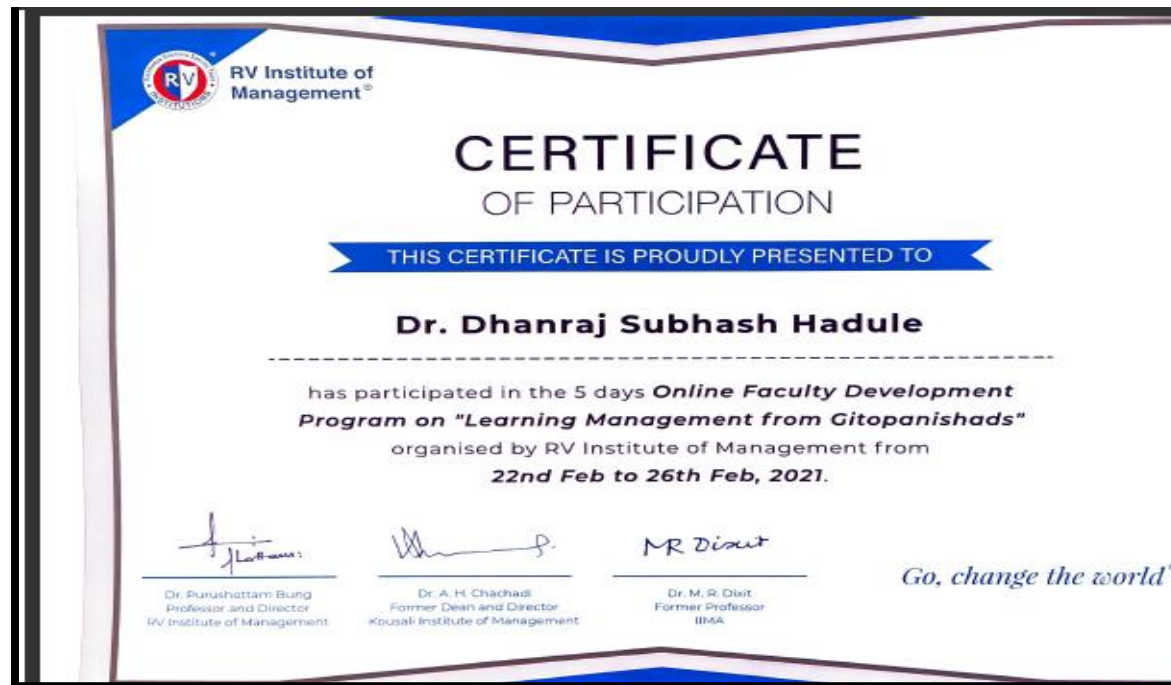 RV
INSTITUTIONS
RV Institute of
Management®
CERTIFICATE
OF PARTICIPATION
THIS CERTIFICATE IS PROUDLY PRESENTED TO
Dr. Dhanraj Subhash Hadule
has participated in the 5 days Online Faculty Development
Program on "Learning Management from Gitopanishads"
organised by RV Institute of Management from
22nd Feb to 26th Feb, 2021.
MR Dixit
Dr. Purushottam Bung
Professor and Director
RV Institute of Management
Dr. A. H. Chachadi
Former Dean and Director
Kousali Institute of Management
Dr. M. R. Dixit
Former Professor
IIMA
Go, change the world